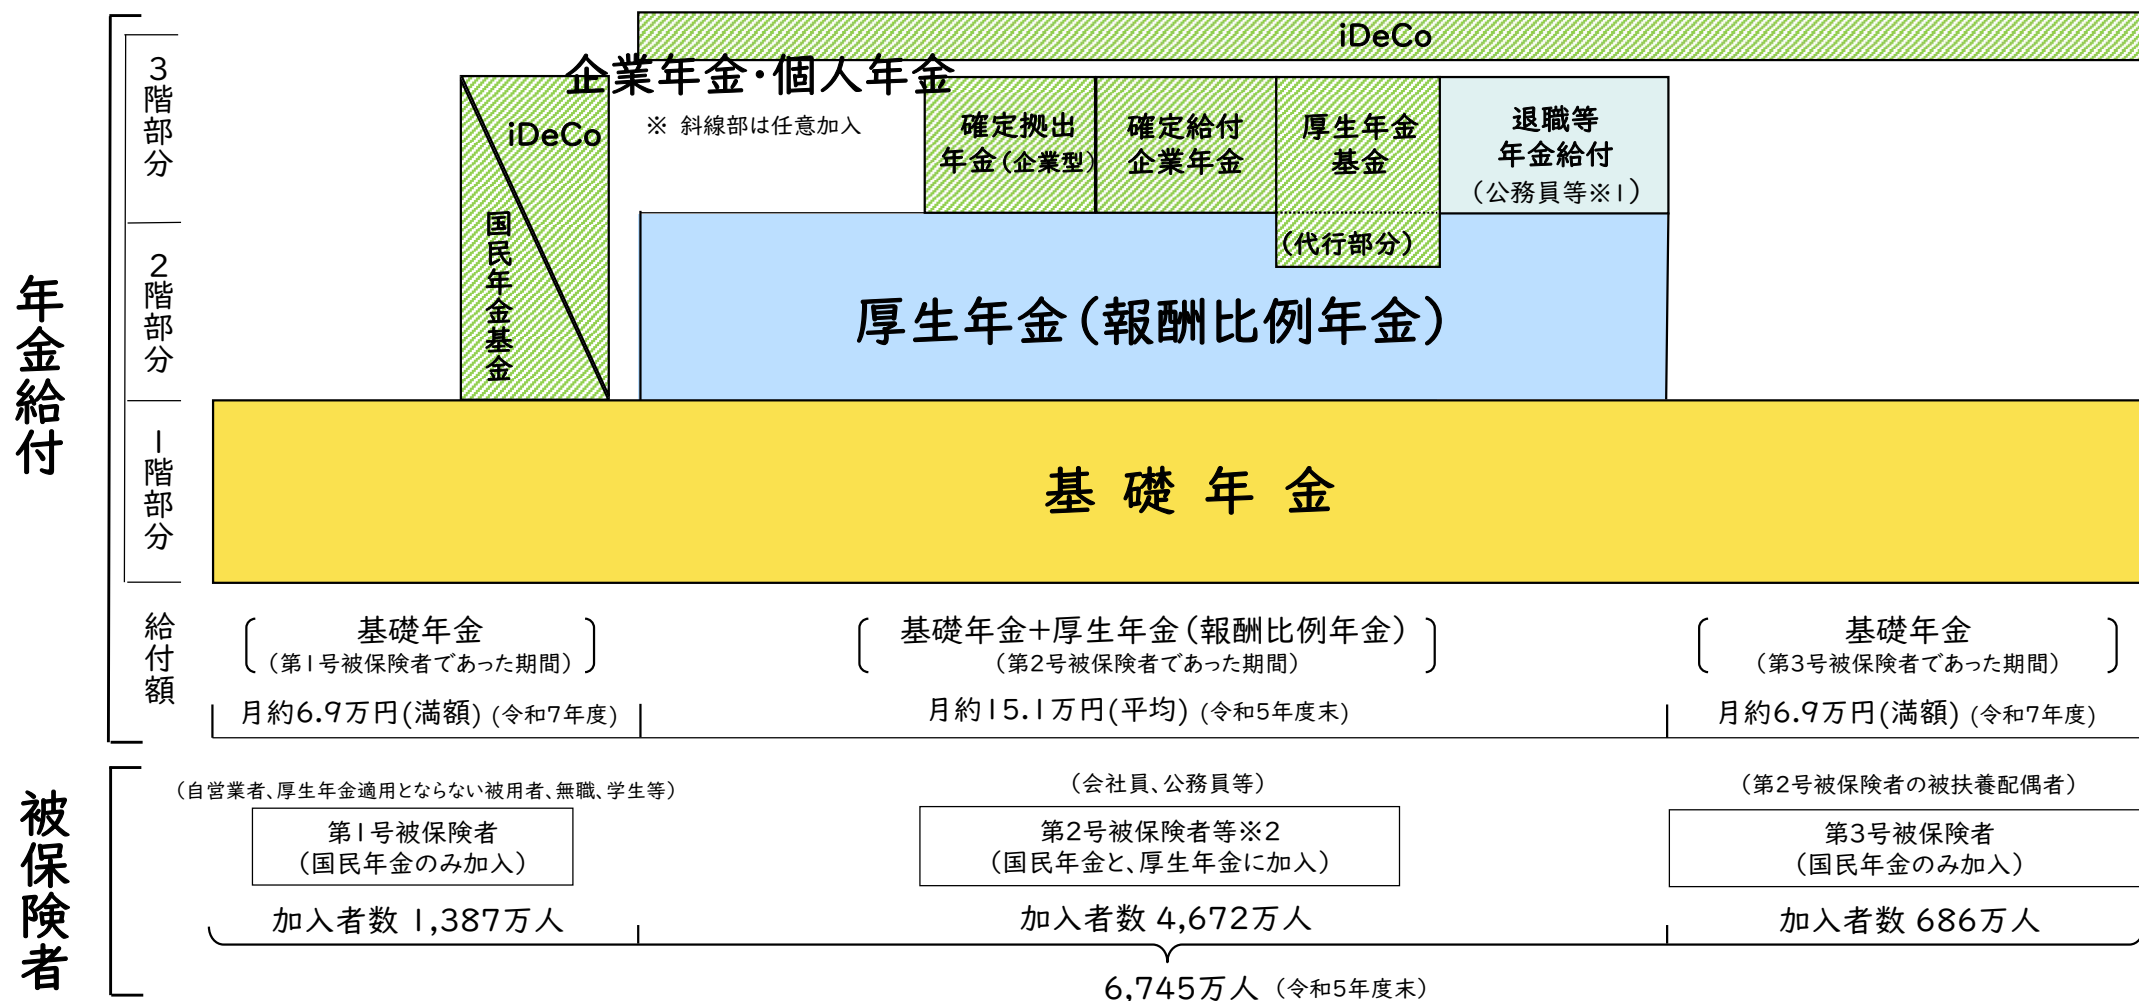 iDeCo
企業年金・個人年金
※ 斜線部は任意加入
年金給付
3階部分
2階部分
1階部分
給付額
iDeCo
国民年金基金
確定拠出
年金(企業型)
確定給付
企業年金
厚生年金
基金
(代行部分)
退職等
年金給付
(公務員等※1)
厚生年金(報酬比例年金)
基礎年金
基礎年金
(第1号被保険者であった期間)
月約6.9万円(満額) (令和7年度)
基礎年金+厚生年金(報酬比例年金)
(第2号被保険者であった期間)
月約15.1万円(平均) (令和5年度末)
基礎年金
(第3号被保険者であった期間)
月約6.9万円(満額) (令和7年度)
被保険者
(自営業者、厚生年金適用とならない被用者、無職、学生等)
第1号被保険者
(国民年金のみ加入)
加入者数 1,387万人
(会社員、公務員等)
第2号被保険者等※2
(国民年金と、厚生年金に加入)
加入者数 4,672万人
(第2号被保険者の被扶養配偶者)
第3号被保険者
(国民年金のみ加入)
加入者数 686万人
6,745万人 (令和5年度末)